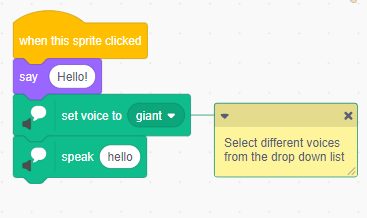 when this sprite clicked
say Hello!
set voice to giant
speak hello
Select different voices
from the drop down list